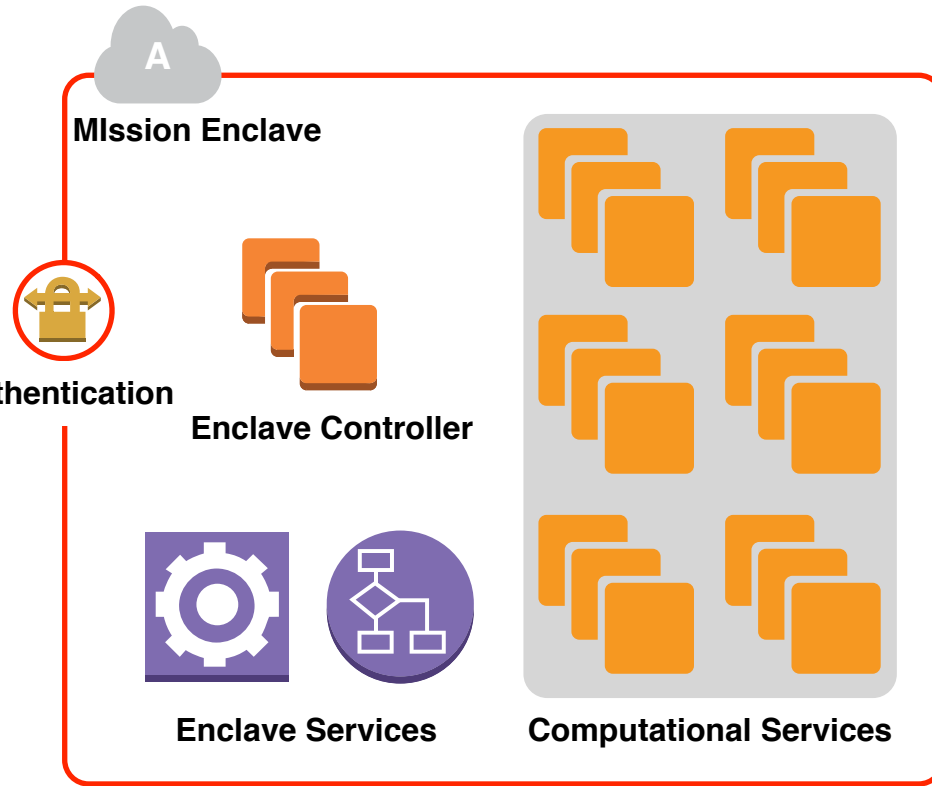 A
MIssion Enclave
thentication
Enclave Controller
Enclave Services
Computational Services